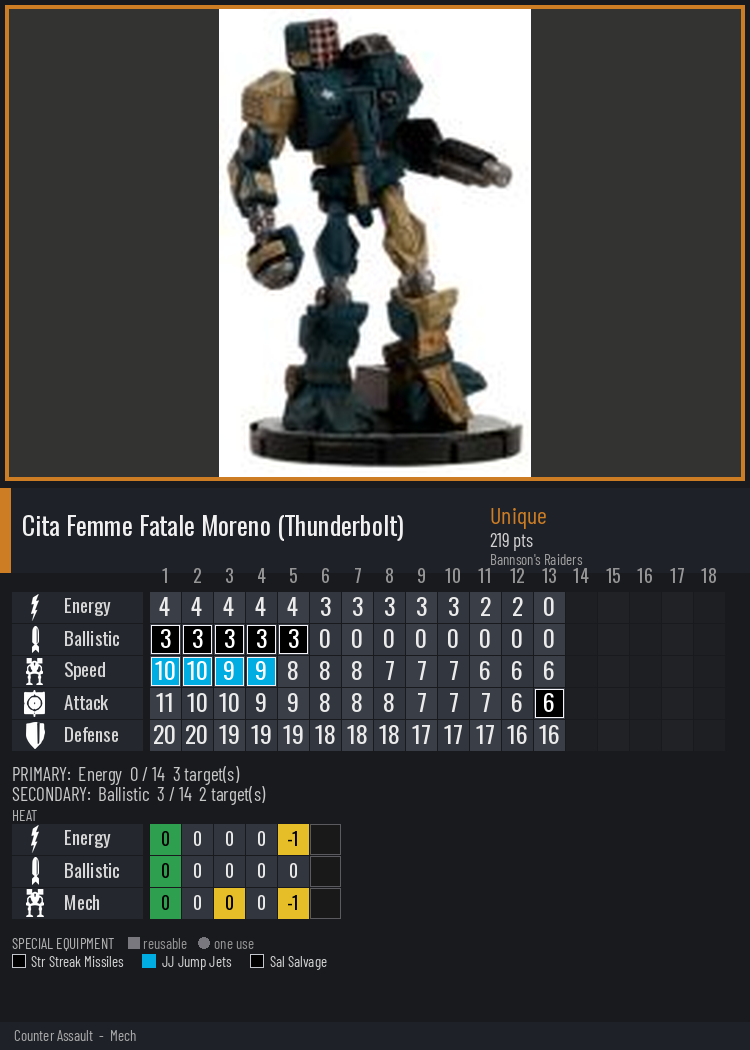 Cita Femme Fatale Moreno (Thunderbolt)
Unique
219 pts
Bannson's Raiders
1 2 3 4 5 6 7 8 9 10 11 12 13 14 15 16 17 18
Energy 4 4 4 4 4 3 3 3 3 3 2 2 0
Ballistic 3 3 3 3 3 0 0 0 0 0 0 0 0
Speed 10 10 9 9 8 8 8 7 7 7 6 6 6
Attack 11 10 10 9 9 8 8 8 7 7 7 6 6
Defense 20 20 19 19 19 18 18 18 17 17 17 16 16
PRIMARY: Energy 0 / 14 3 target(s)
SECONDARY: Ballistic 3 / 14 2 target(s)
HEAT
Energy 0 0 0 0 -1
Ballistic 0 0 0 0 0
Mech 0 0 0 0 -1
SPECIAL EQUIPMENT reusable one use
Str Streak Missiles JJ Jump Jets Sal Salvage
Counter Assault - Mech